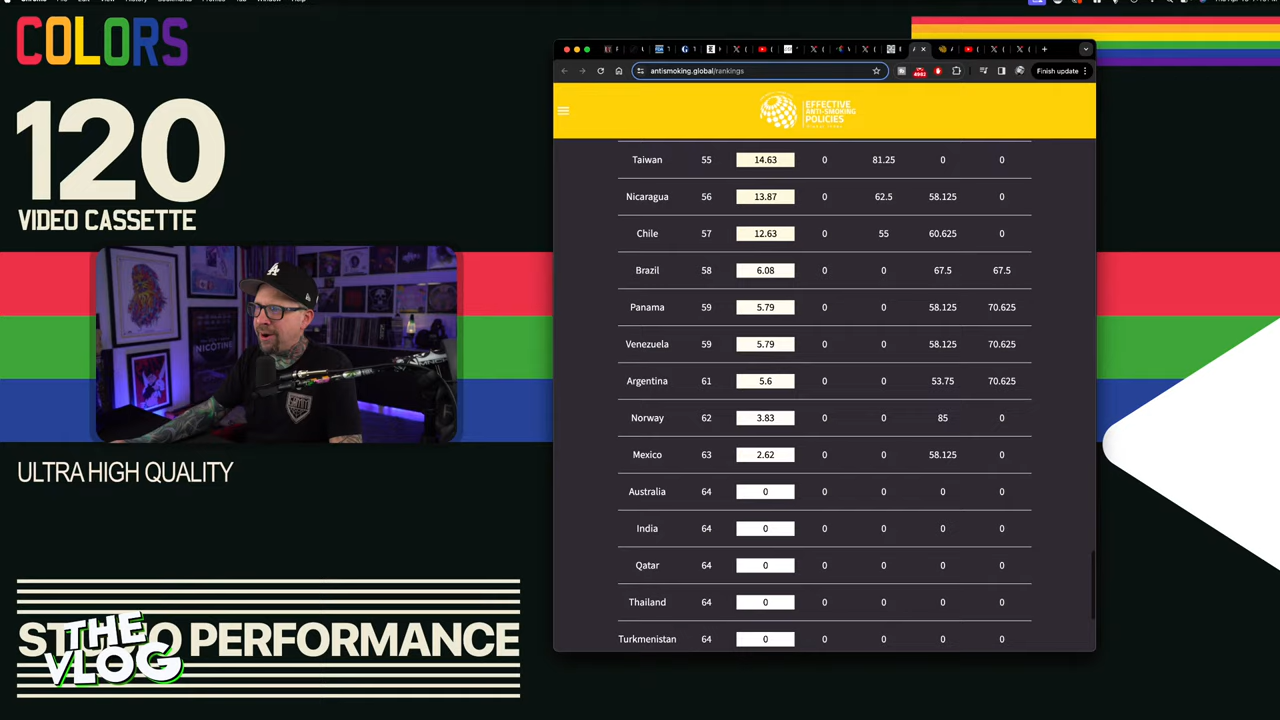 COLORS
120
VIDEO CASSETTE
ULTRA HIGH QUALITY
PERFORMANCE
THE
VLOG
NICOTINE
antismoking.global/rankings
4962
Finish update
EFFECTIVE
ANTI-SMOKING
POLICIES
Taiwan 55 14.63 0 81.25 0 0
Nicaragua 56 13.87 0 62.5 58.125 0
Chile 57 12.63 0 55 60.625 0
Brazil 58 6.08 0 0 67.5 67.5
Panama 59 5.79 0 0 58.125 70.625
Venezuela 59 5.79 0 0 58.125 70.625
Argentina 61 5.6 0 0 53.75 70.625
Norway 62 3.83 0 0 85 0
Mexico 63 2.62 0 0 58.125 0
Australia 64 0 0 0 0 0
India 64 0 0 0 0 0
Qatar 64 0 0 0 0 0
Thailand 64 0 0 0 0 0
Turkmenistan 64 0 0 0 0 0